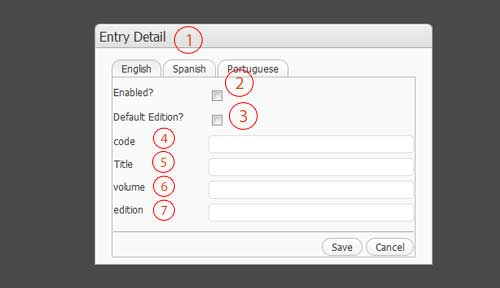 Entry Detail 1
English Spanish Portuguese
Enabled? 2
Default Edition? 3
code 4
Title 5
volume 6
edition 7
Save Cancel